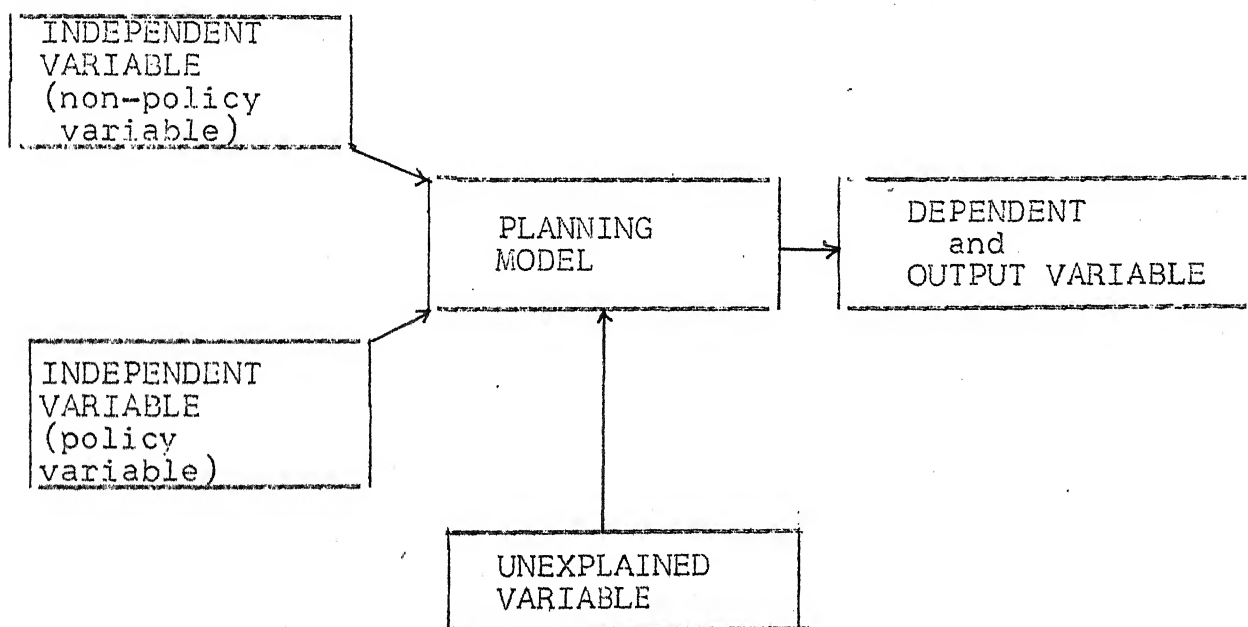 INDEPENDENT
VARIABLE
(non-policy
variable)
PLANNING
MODEL
DEPENDENT
and
OUTPUT VARIABLE
INDEPENDENT
VARIABLE
(policy
variable)
UNEXPLAINED
VARIABLE